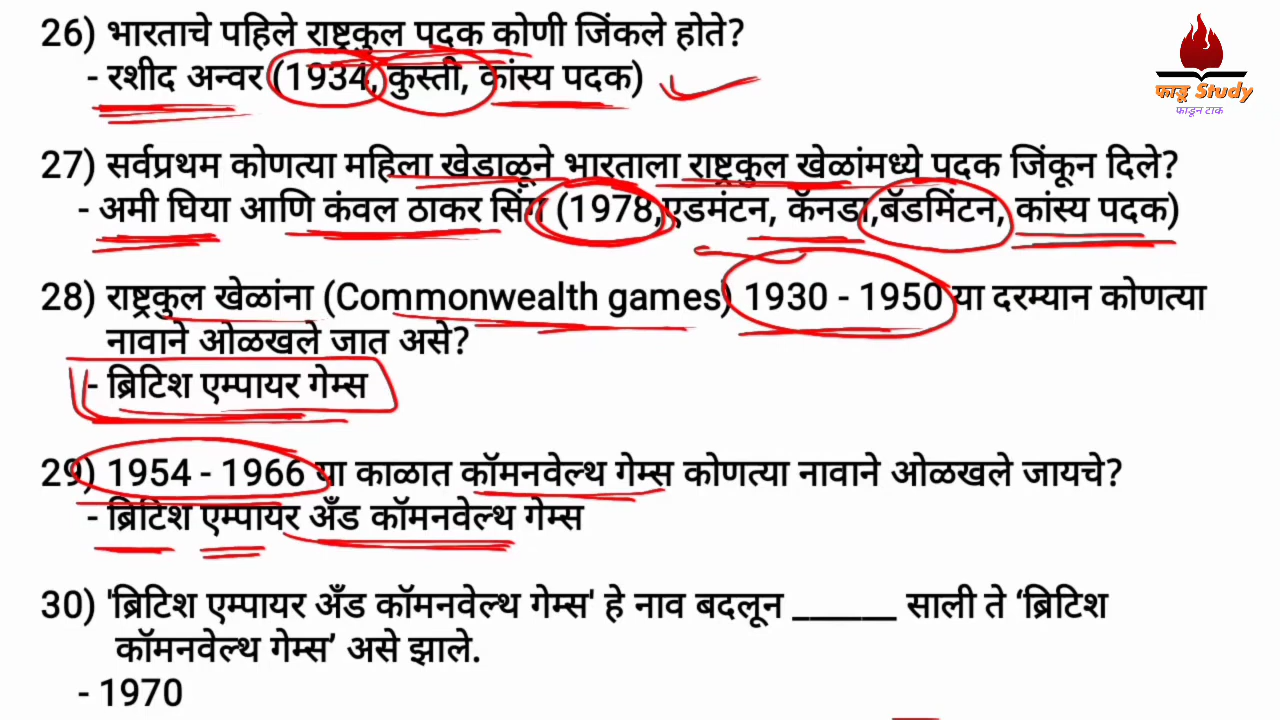 26) भारताचे पहिले राष्ट्रकुल पदक कोणी जिंकले होते?
- रशीद अन्वर (1934, कुस्ती, कांस्य पदक)
फाडू Study
फाडून टाक
27) सर्वप्रथम कोणत्या महिला खेडाळूने भारताला राष्ट्रकुल खेळांमध्ये पदक जिंकून दिले?
- अमी घिया आणि कंवल ठाकर सिंग (1978,एडमंटन, कॅनडा,बॅडमिंटन, कांस्य पदक)
28) राष्ट्रकुल खेळांना (Commonwealth games) 1930 - 1950 या दरम्यान कोणत्या
नावाने ओळखले जात असे?
- ब्रिटिश एम्पायर गेम्स
29) 1954 - 1966 या काळात कॉमनवेल्थ गेम्स कोणत्या नावाने ओळखले जायचे?
- ब्रिटिश एम्पायर अँड कॉमनवेल्थ गेम्स
30) 'ब्रिटिश एम्पायर अँड कॉमनवेल्थ गेम्स' हे नाव बदलून ______ साली ते ‘ब्रिटिश
कॉमनवेल्थ गेम्स’ असे झाले.
- 1970